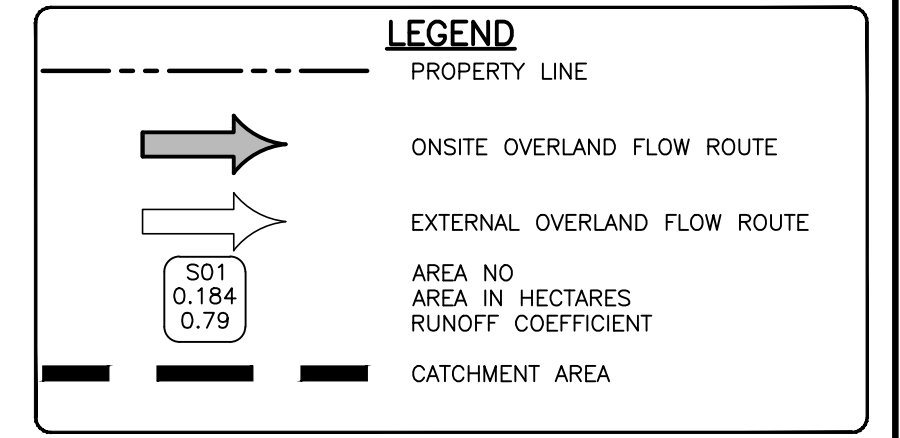 LEGEND
PROPERTY LINE
ONSITE OVERLAND FLOW ROUTE
EXTERNAL OVERLAND FLOW ROUTE
S01
0.184
0.79
AREA NO
AREA IN HECTARES
RUNOFF COEFFICIENT
CATCHMENT AREA